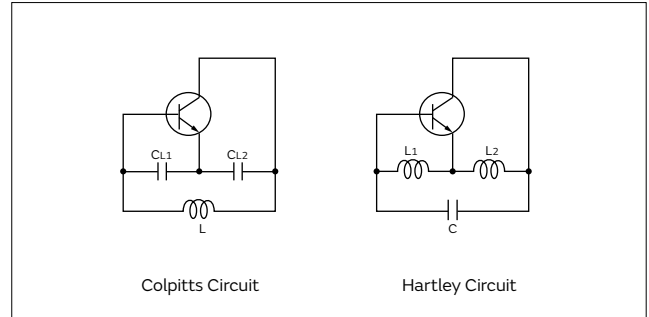 CL1
CL2
L
Colpitts Circuit
L1
L2
C
Hartley Circuit